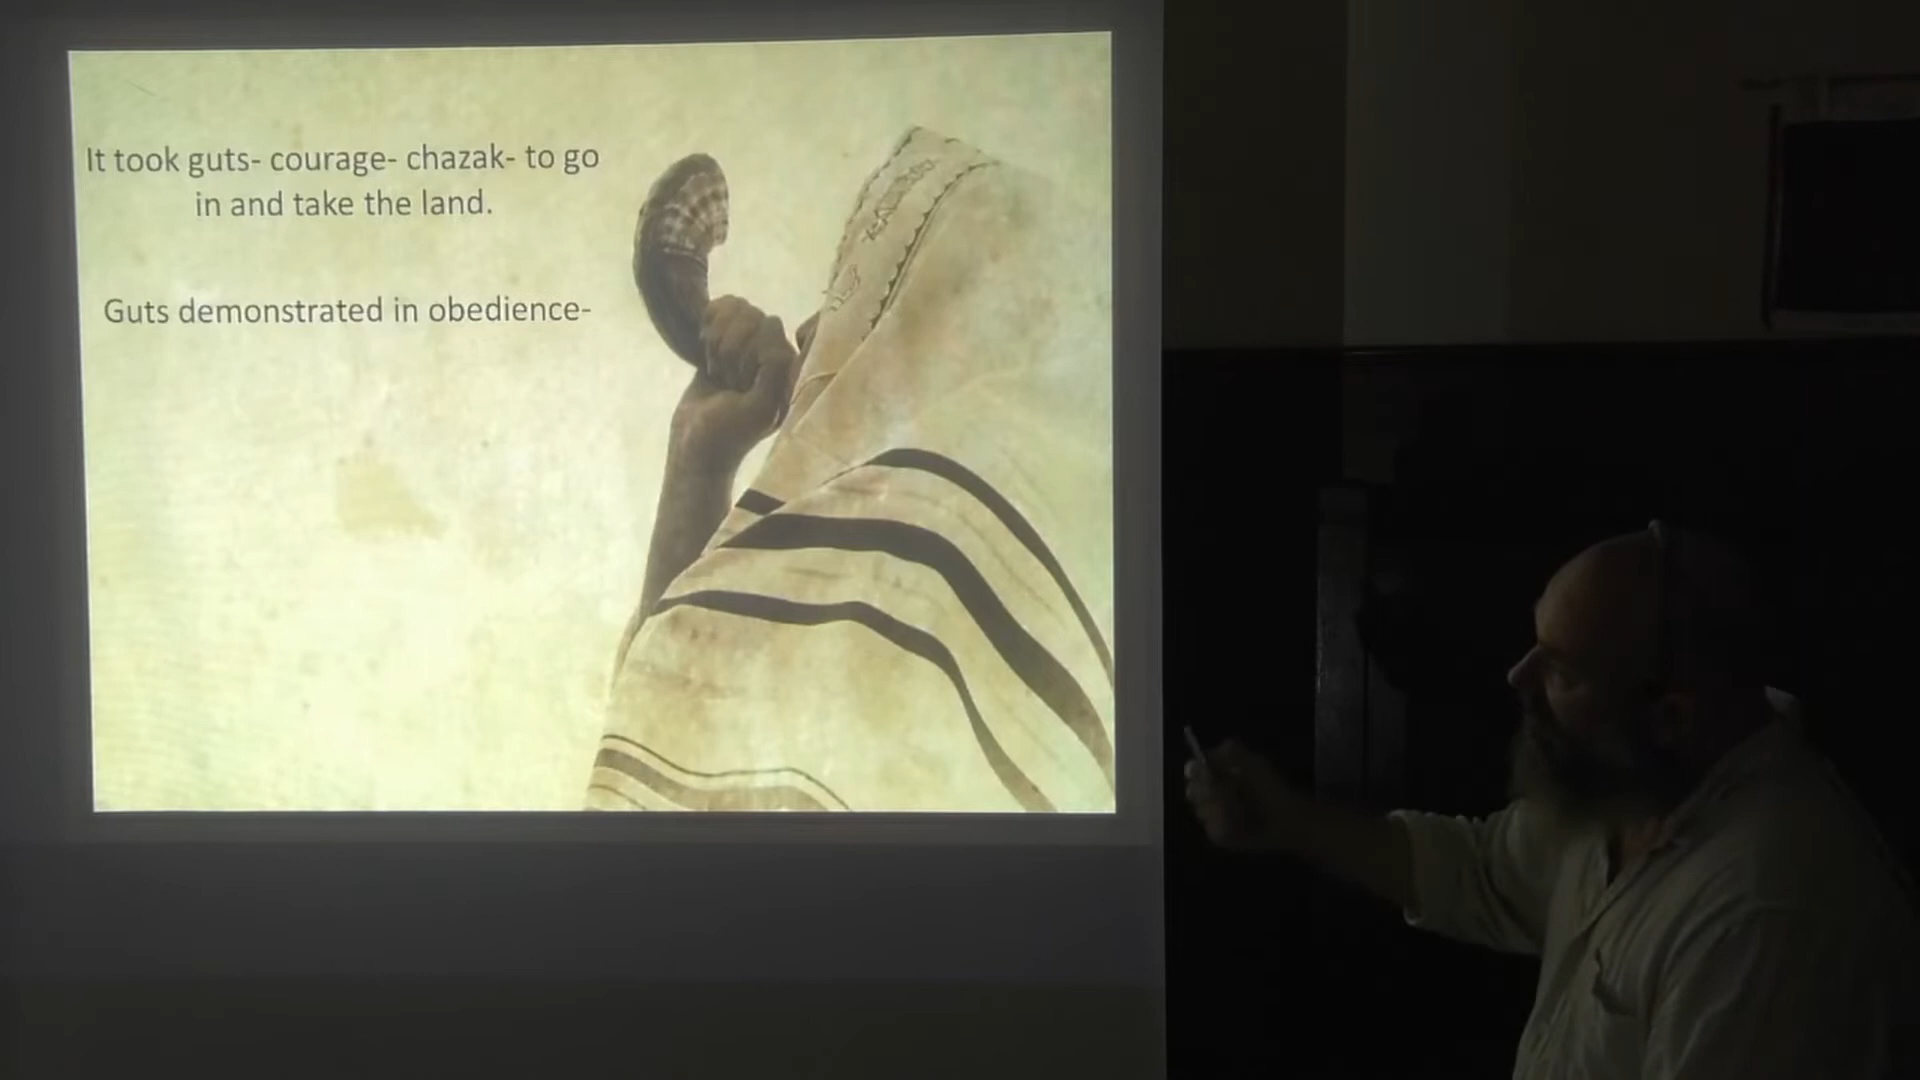 It took guts- courage- chazak- to go
in and take the land.
Guts demonstrated in obedience-